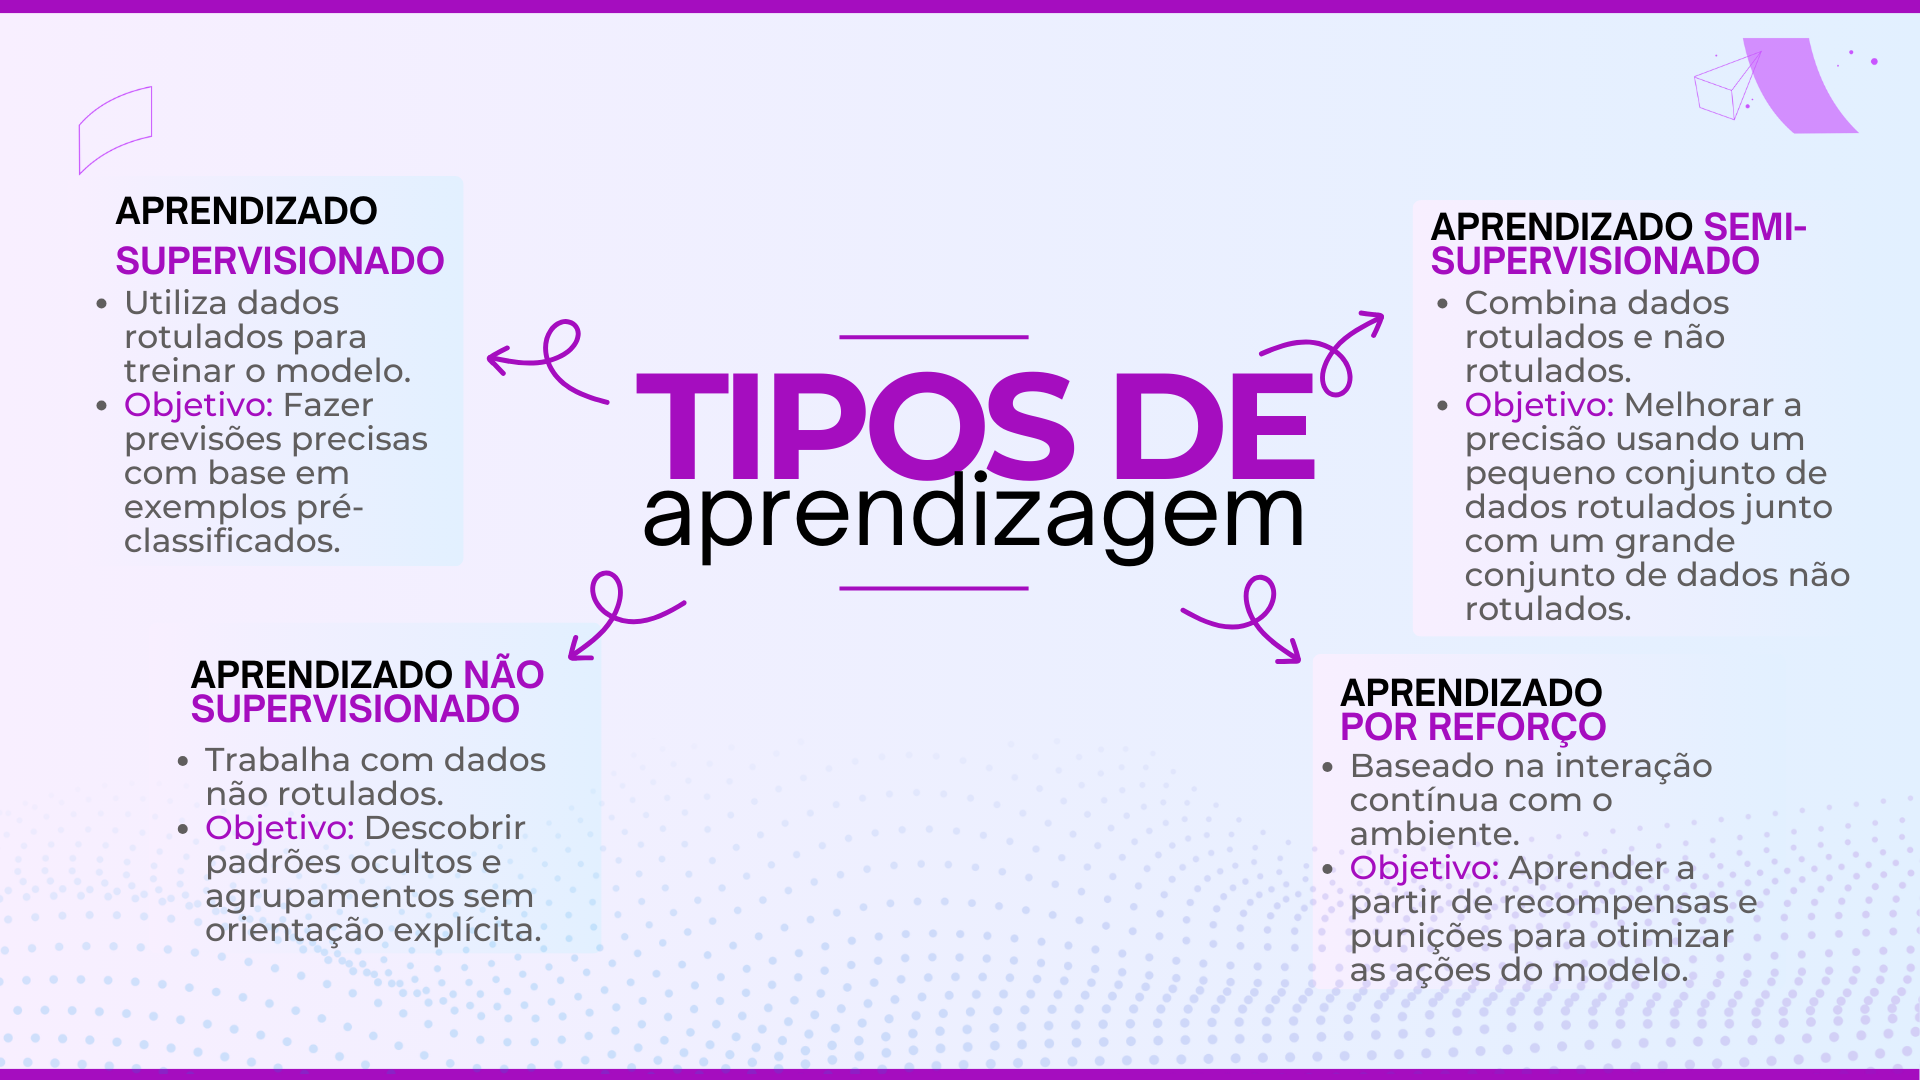 APRENDIZADO
SUPERVISIONADO
• Utiliza dados
rotulados para
treinar o modelo.
• Objetivo: Fazer
previsões precisas
com base em
exemplos pré-
classificados.
TIPOS DE
aprendizagem
APRENDIZADO SEMI-
SUPERVISIONADO
• Combina dados
rotulados e não
rotulados.
• Objetivo: Melhorar a
precisão usando um
pequeno conjunto de
dados rotulados junto
com um grande
conjunto de dados não
rotulados.
APRENDIZADO NÃO
SUPERVISIONADO
• Trabalha com dados
não rotulados.
• Objetivo: Descobrir
padrões ocultos e
agrupamentos sem
orientação explícita.
APRENDIZADO
POR REFORÇO
• Baseado na interação
contínua com o
ambiente.
• Objetivo: Aprender a
partir de recompensas e
punições para otimizar
as ações do modelo.